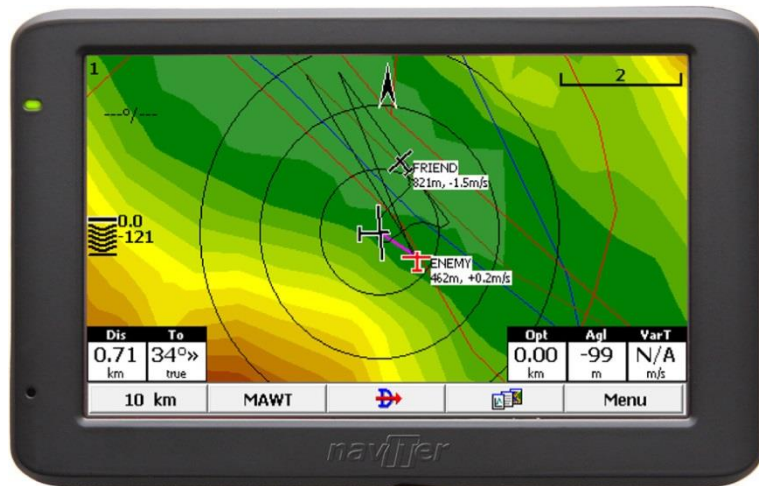 1
2
---°/---
FRIEND
821m, -1.5m/s
0.0
-121
ENEMY
462m, +0.2m/s
Dis To
0.71 34°»
km true
Opt Agl VarT
0.00 -99 N/A
km m m/s
10 km MAWT Menu
naviter